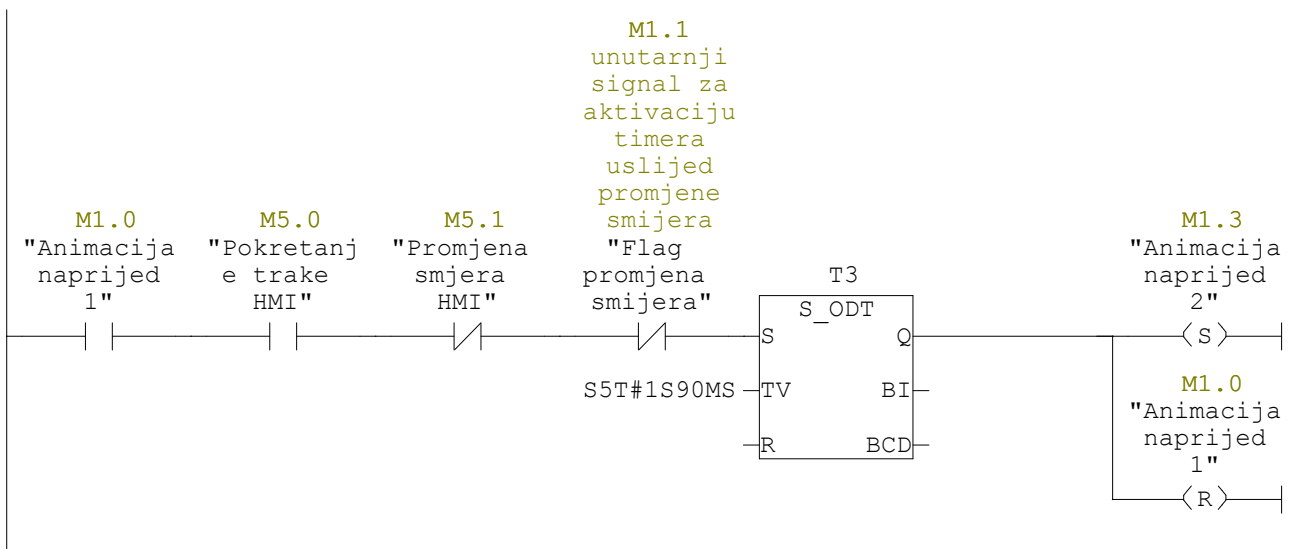 M1.1
unutarnji
signal za
aktivaciju
timera
uslijed
promjene
smijera
M1.0
"Animacija
naprijed
1"
M5.0
"Pokretanj
e trake
HMI"
M5.1
"Promjena
smjera
HMI"
"Flag
promjena
smijera"
T3
S_ODT
S
Q
S5T#1S90MS
TV
BI
R
BCD
M1.3
"Animacija
naprijed
2"
S
M1.0
"Animacija
naprijed
1"
R